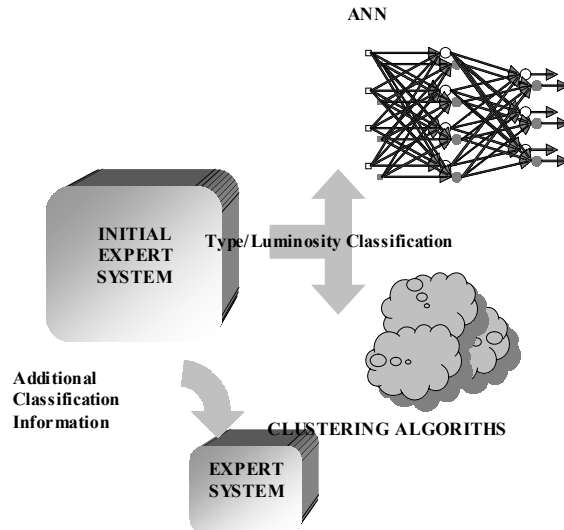 ANN
INITIAL
EXPERT
SYSTEM
Type/Luminosity Classification
Additional
Classification
Information
CLUSTERING ALGORITHS
EXPERT
SYSTEM